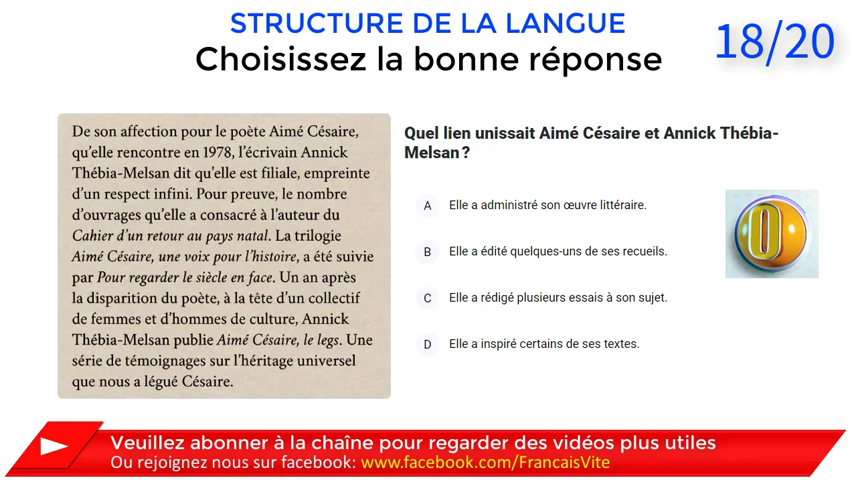 STRUCTURE DE LA LANGUE
Choisissez la bonne réponse
18/20
De son affection pour le poète Aimé Césaire,
qu'elle rencontre en 1978, l'écrivain Annick
Thébia-Melsan dit qu'elle est filiale, empreinte
d'un respect infini. Pour preuve, le nombre
d'ouvrages qu'elle a consacré à l'auteur du
Cahier d'un retour au pays natal. La trilogie
Aimé Césaire, une voix pour l'histoire, a été suivie
par Pour regarder le siècle en face. Un an après
la disparition du poète, à la tête d'un collectif
de femmes et d'hommes de culture, Annick
Thébia-Melsan publie Aimé Césaire, le legs. Une
série de témoignages sur l'héritage universel
que nous a légué Césaire.
Quel lien unissait Aimé Césaire et Annick Thébia-
Melsan ?
A Elle a administré son œuvre littéraire.
B Elle a édité quelques-uns de ses recueils.
C Elle a rédigé plusieurs essais à son sujet.
D Elle a inspiré certains de ses textes.
0
Veuillez abonner à la chaîne pour regarder des vidéos plus utiles
Ou rejoignez nous sur facebook: www.facebook.com/FrancaisVite